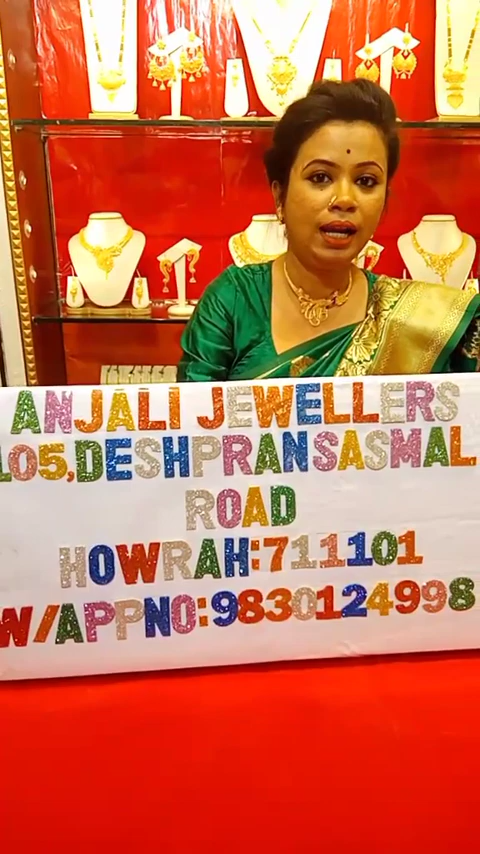 ANJALI JEWELLERS
105,DESHPRANSASMAL
ROAD
HOWRAH:711101
W/APPNO:9830124998